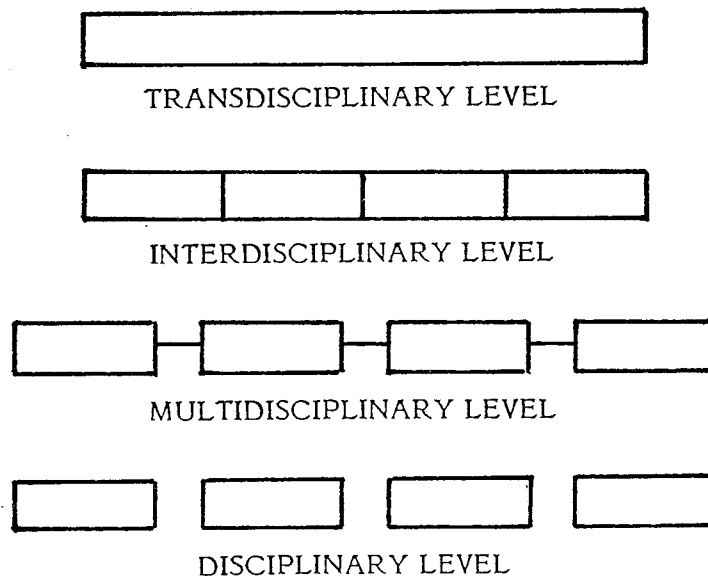 TRANSDISCIPLINARY LEVEL
INTERDISCIPLINARY LEVEL
MULTIDISCIPLINARY LEVEL
DISCIPLINARY LEVEL